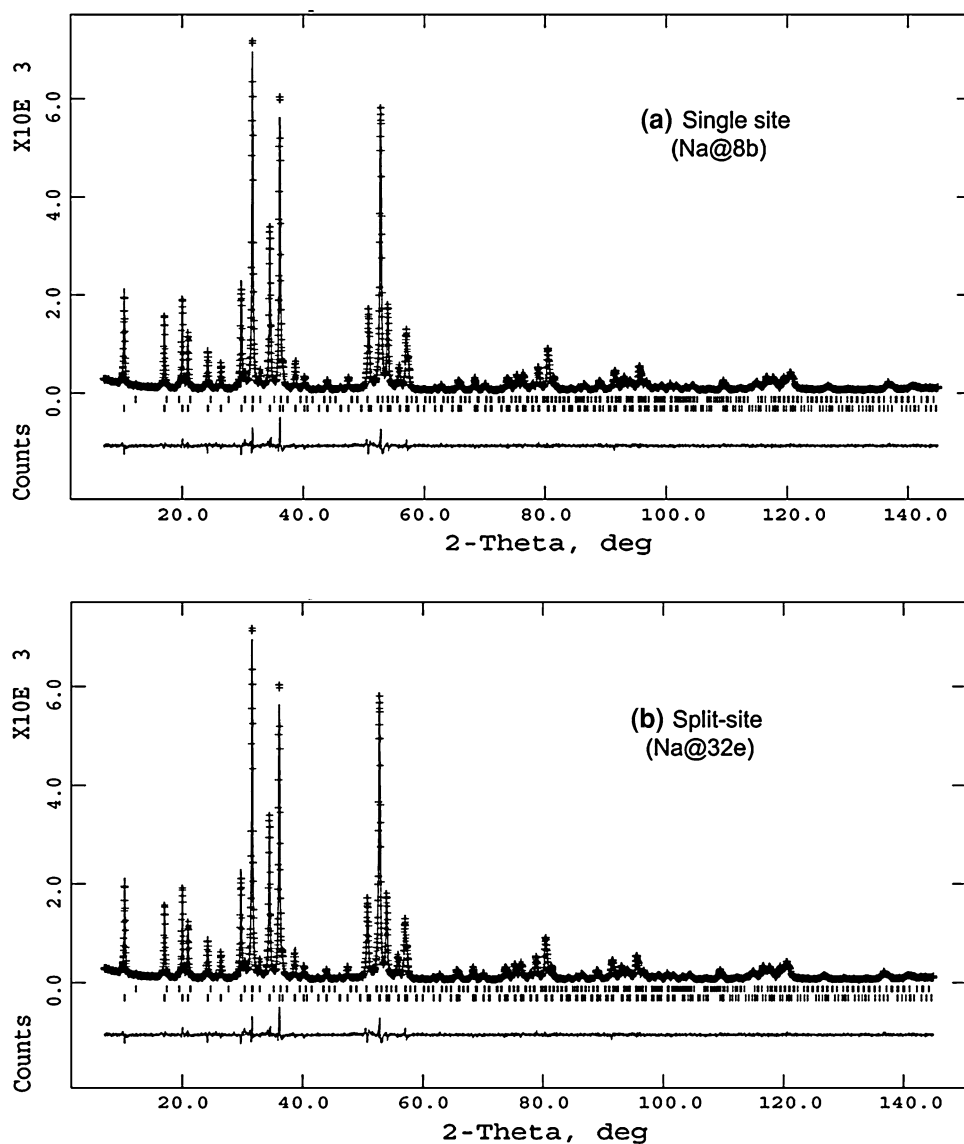 X10E 3
6.0
4.0
2.0
0.0
Counts
(a) Single site
(Na@8b)
20.0 40.0 60.0 80.0 100.0 120.0 140.0
2-Theta, deg
X10E 3
6.0
4.0
2.0
0.0
Counts
(b) Split-site
(Na@32e)
20.0 40.0 60.0 80.0 100.0 120.0 140.0
2-Theta, deg